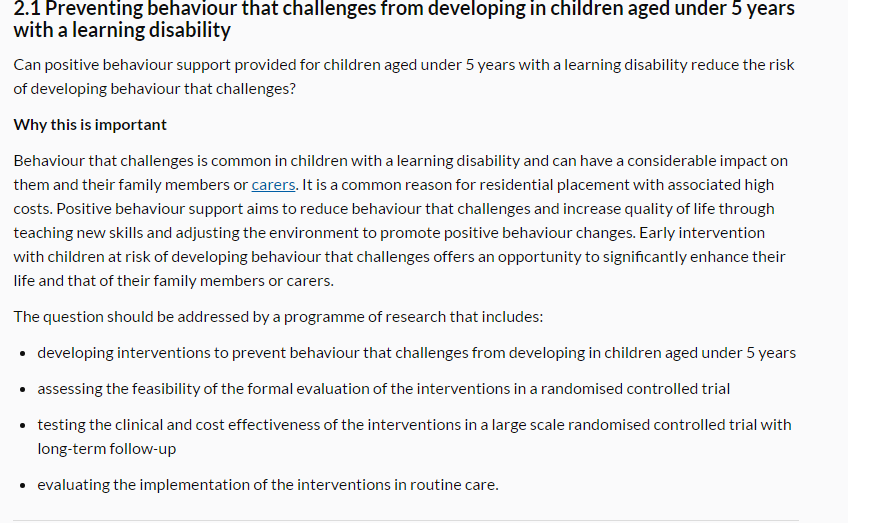 2.1 Preventing behaviour that challenges from developing in children aged under 5 years
with a learning disability
Can positive behaviour support provided for children aged under 5 years with a learning disability reduce the risk
of developing behaviour that challenges?
Why this is important
Behaviour that challenges is common in children with a learning disability and can have a considerable impact on
them and their family members or carers. It is a common reason for residential placement with associated high
costs. Positive behaviour support aims to reduce behaviour that challenges and increase quality of life through
teaching new skills and adjusting the environment to promote positive behaviour changes. Early intervention
with children at risk of developing behaviour that challenges offers an opportunity to significantly enhance their
life and that of their family members or carers.
The question should be addressed by a programme of research that includes:
• developing interventions to prevent behaviour that challenges from developing in children aged under 5 years
• assessing the feasibility of the formal evaluation of the interventions in a randomised controlled trial
• testing the clinical and cost effectiveness of the interventions in a large scale randomised controlled trial with
long-term follow-up
• evaluating the implementation of the interventions in routine care.